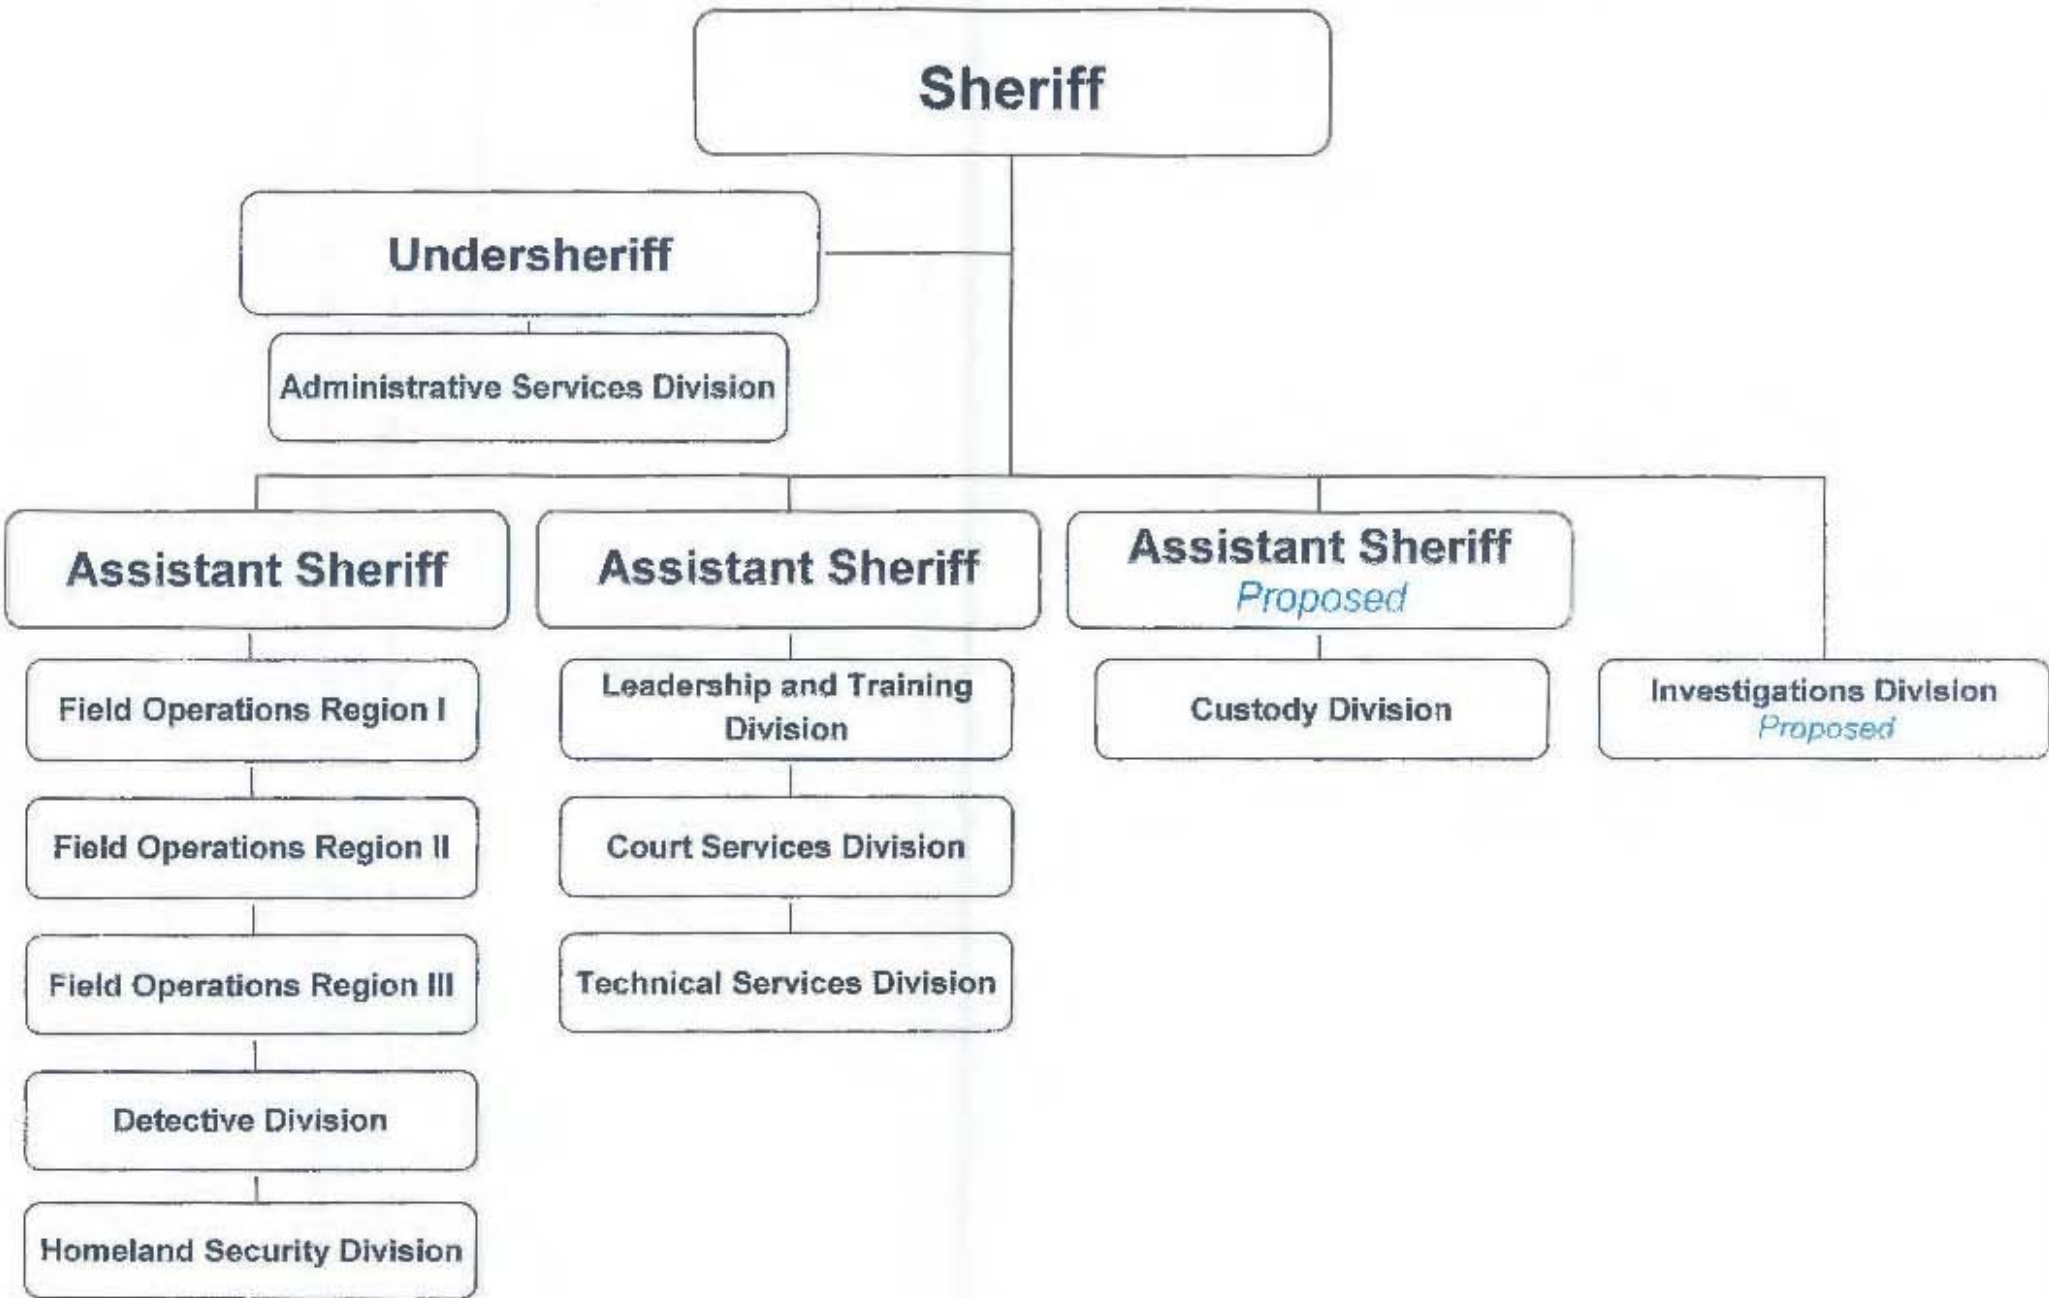 Sheriff
Undersheriff
Administrative Services Division
Assistant Sheriff
Field Operations Region I
Field Operations Region II
Field Operations Region III
Detective Division
Homeland Security Division
Assistant Sheriff
Leadership and Training
Division
Court Services Division
Technical Services Division
Assistant Sheriff
Proposed
Custody Division
Investigations Division
Proposed